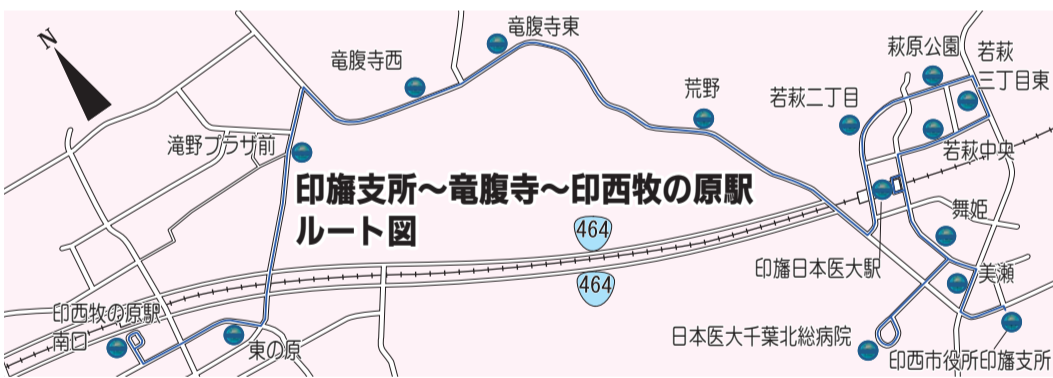 N
竜腹寺東
竜腹寺西
滝野プラザ前
荒野
若萩二丁目
萩原公園
若萩
三丁目東
若萩中央
印旛支所〜竜腹寺〜印西牧の原駅
ルート図
464
464
舞姫
印旛日本医大駅
美瀬
印西牧の原駅
南口
東の原
日本医大千葉北総病院
印西市役所印旛支所